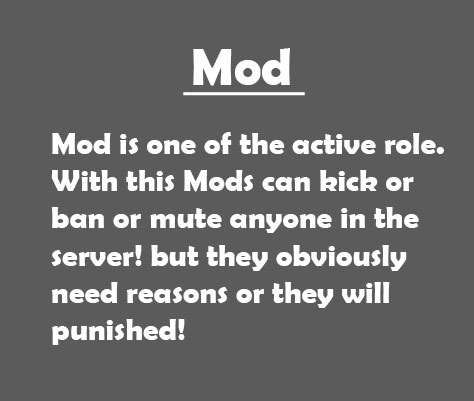 Mod
Mod is one of the active role.
With this Mods can kick or
ban or mute anyone in the
server! but they obviously
need reasons or they will
punished!